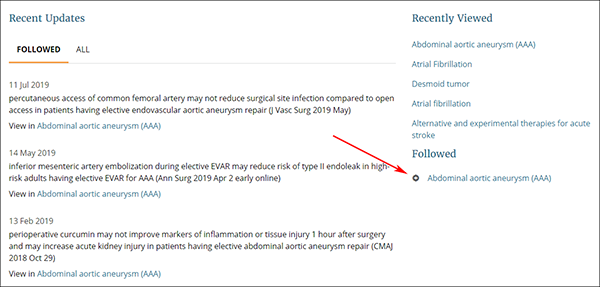 Recent Updates
FOLLOWED ALL
11 Jul 2019
percutaneous access of common femoral artery may not reduce surgical site infection compared to open
access in patients having elective endovascular aortic aneurysm repair (J Vasc Surg 2019 May)
View in Abdominal aortic aneurysm (AAA)
14 May 2019
inferior mesenteric artery embolization during elective EVAR may reduce risk of type II endoleak in high-
risk adults having elective EVAR for AAA (Ann Surg 2019 Apr 2 early online)
View in Abdominal aortic aneurysm (AAA)
13 Feb 2019
perioperative curcumin may not improve markers of inflammation or tissue injury 1 hour after surgery
and may increase acute kidney injury in patients having elective abdominal aortic aneurysm repair (CMAJ
2018 Oct 29)
View in Abdominal aortic aneurysm (AAA)
Recently Viewed
Abdominal aortic aneurysm (AAA)
Atrial Fibrillation
Desmoid tumor
Atrial fibrillation
Alternative and experimental therapies for acute
stroke
Followed
Abdominal aortic aneurysm (AAA)